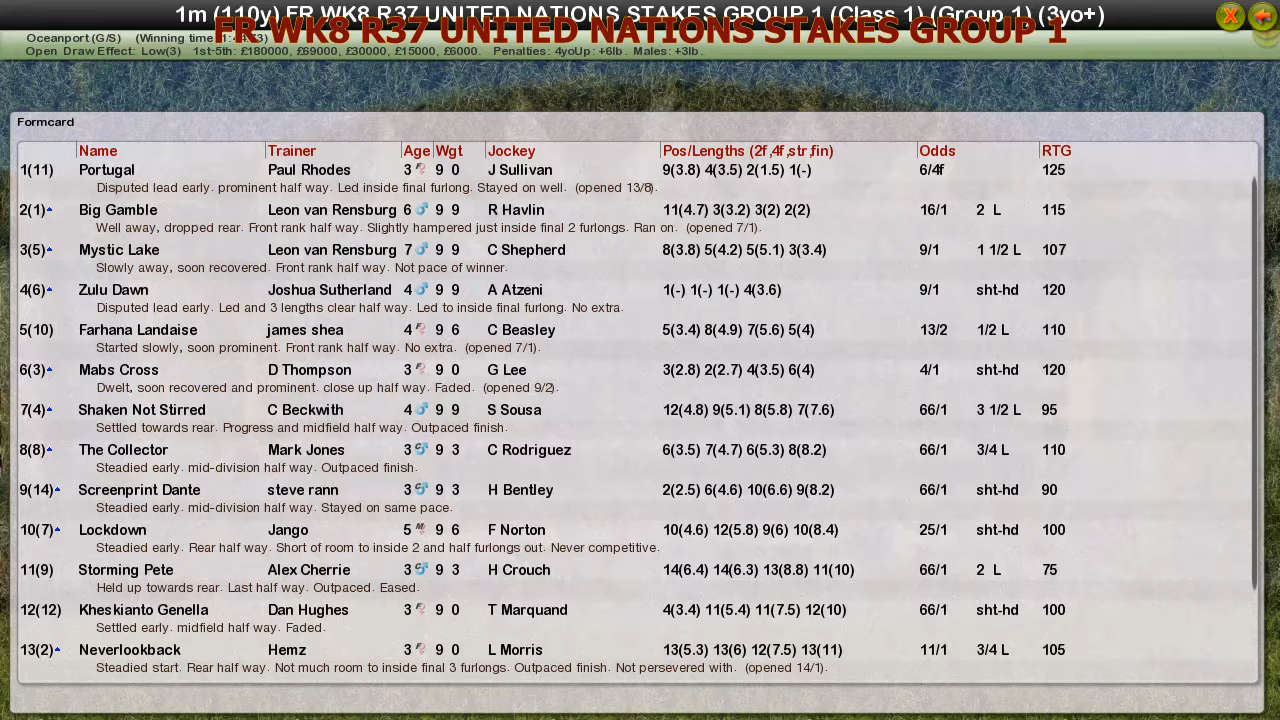 1m (110y) FR WK8 R37 UNITED NATIONS STAKES GROUP 1 (Class 1) (Group 1) (3yo+)
FR WK8 R37 UNITED NATIONS STAKES GROUP 1
Oceanport (G/S) (Winning time 1:
Open Draw Effect: Low(3) 1st-5th: £180000, £69000, £30000, £15000, £6000. Penalties: 4yoUp: +6lb. Males: +3lb.
Formcard
Name Trainer Age Wgt Jockey Pos/Lengths (2f,4f,str,fin) Odds RTG
1(11) Portugal Paul Rhodes 3 9 0 J Sullivan 9(3.8) 4(3.5) 2(1.5) 1(-) 6/4f 125
Disputed lead early. prominent half way. Led inside final furlong. Stayed on well. (opened 13/8).
2(1) Big Gamble Leon van Rensburg 6 9 9 R Havlin 11(4.7) 3(3.2) 3(2) 2(2) 16/1 2 L 115
Well away, dropped rear. Front rank half way. Slightly hampered just inside final 2 furlongs. Ran on. (opened 7/1).
3(5) Mystic Lake Leon van Rensburg 7 9 9 C Shepherd 8(3.8) 5(4.2) 5(5.1) 3(3.4) 9/1 1 1/2 L 107
Slowly away, soon recovered. Front rank half way. Not pace of winner.
4(6) Zulu Dawn Joshua Sutherland 4 9 9 A Atzeni 1(-) 1(-) 1(-) 4(3.6) 9/1 sht-hd 120
Disputed lead early. Led and 3 lengths clear half way. Led to inside final furlong. No extra.
5(10) Farhana Landaise james shea 4 9 6 C Beasley 5(3.4) 8(4.9) 7(5.6) 5(4) 13/2 1/2 L 110
Started slowly, soon prominent. Front rank half way. No extra. (opened 7/1).
6(3) Mabs Cross D Thompson 3 9 0 G Lee 3(2.8) 2(2.7) 4(3.5) 6(4) 4/1 sht-hd 120
Dwelt, soon recovered and prominent. close up half way. Faded. (opened 9/2).
7(4) Shaken Not Stirred C Beckwith 4 9 9 S Sousa 12(4.8) 9(5.1) 8(5.8) 7(7.6) 66/1 3 1/2 L 95
Settled towards rear. Progress and midfield half way. Outpaced finish.
8(8) The Collector Mark Jones 3 9 3 C Rodriguez 6(3.5) 7(4.7) 6(5.3) 8(8.2) 66/1 3/4 L 110
Steadied early. mid-division half way. Outpaced finish.
9(14) Screenprint Dante steve rann 3 9 3 H Bentley 2(2.5) 6(4.6) 10(6.6) 9(8.2) 66/1 sht-hd 90
Steadied early. mid-division half way. Stayed on same pace.
10(7) Lockdown Jango 5 9 6 F Norton 10(4.6) 12(5.8) 9(6) 10(8.4) 25/1 sht-hd 100
Steadied early. Rear half way. Short of room to inside 2 and half furlongs out. Never competitive.
11(9) Storming Pete Alex Cherrie 3 9 3 H Crouch 14(6.4) 14(6.3) 13(8.8) 11(10) 66/1 2 L 75
Held up towards rear. Last half way. Outpaced. Eased.
12(12) Kheskianto Genella Dan Hughes 3 9 0 T Marquand 4(3.4) 11(5.4) 11(7.5) 12(10) 66/1 sht-hd 100
Settled early. midfield half way. Faded.
13(2) Neverlookback Hemz 3 9 0 L Morris 13(5.3) 13(6) 12(7.5) 13(11) 11/1 3/4 L 105
Steadied start. Rear half way. Not much room to inside final 3 furlongs. Outpaced finish. Not persevered with. (opened 14/1).